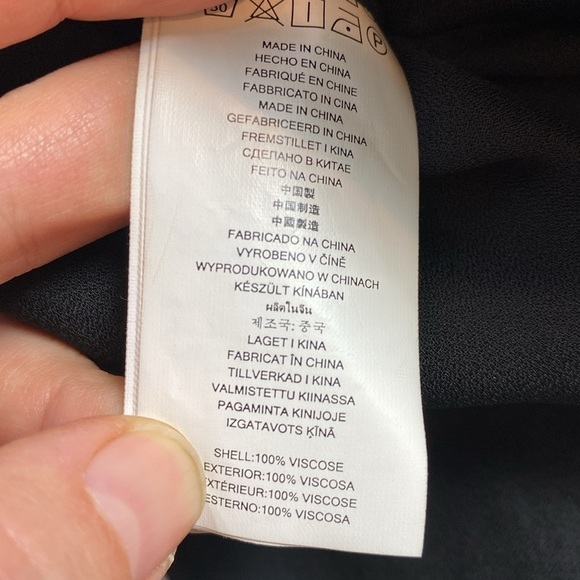 30
P
MADE IN CHINA
HECHO EN CHINA
FABRIQUÉ EN CHINE
FABBRICATO IN CINA
MADE IN CHINA
GEFABRICEERD IN CHINA
FREMSTILLET I KINA
СДЕЛАНО В КИТАЕ
FEITO NA CHINA
中国製
中国制造
中國製造
FABRICADO NA CHINA
VYROBENO V ČÍNĚ
WYPRODUKOWANO W CHINACH
KÉSZÜLT KÍNÁBAN
ผลิตในจีน
제조국: 중국
LAGET I KINA
FABRICAT ÎN CHINA
TILLVERKAD I KINA
VALMISTETTU KIINASSA
PAGAMINTA KINIJOJE
IZGATAVOTS ĶĪNĀ
SHELL:100% VISCOSE
EXTERIOR:100% VISCOSA
EXTÉRIEUR:100% VISCOSE
ESTERNO:100% VISCOSA